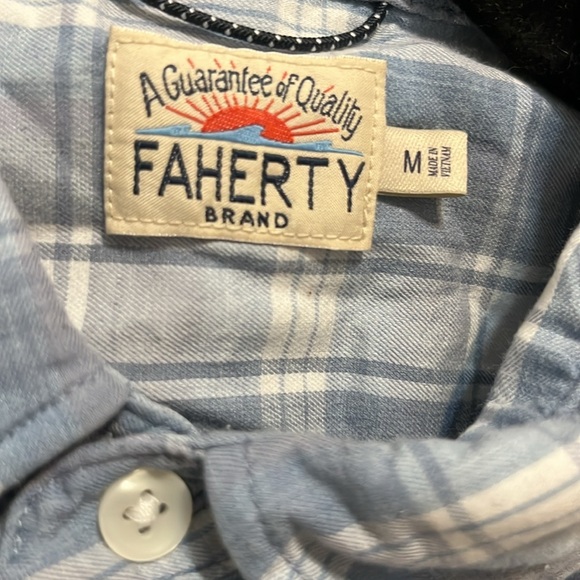 A Guarantee of Quality
FAHERTY
BRAND
M
MADE IN
VIETNAM